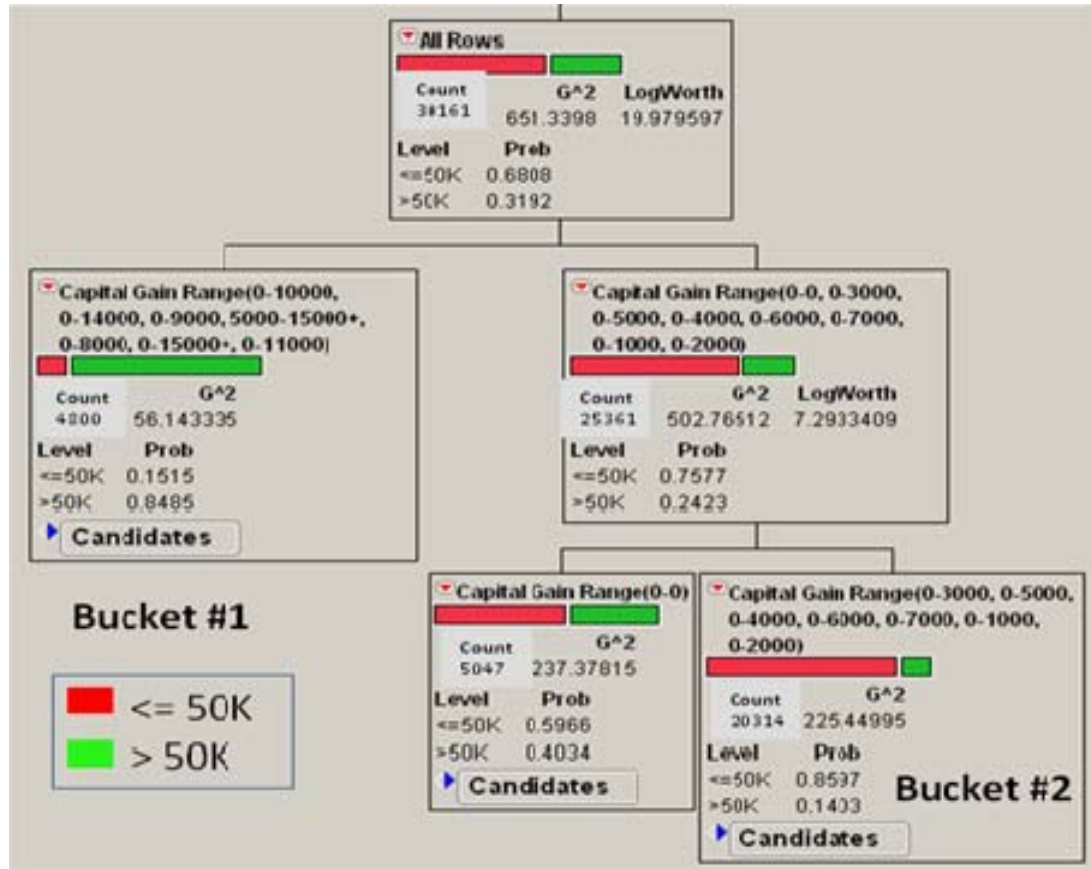 All Rows
Count G^2 LogWorth
30161 651.3398 19.979597
Level Prob
<=50K 0.6808
>50K 0.3192
Capital Gain Range(0-10000,
0-14000, 0-9000, 5000-15000+,
0-8000, 0-15000+, 0-11000)
Count G^2
4800 56.143335
Level Prob
<=50K 0.1515
>50K 0.8485
Candidates
Capital Gain Range(0-0, 0-3000,
0-5000, 0-4000, 0-6000, 0-7000,
0-1000, 0-2000)
Count G^2 LogWorth
25361 502.76512 7.2933409
Level Prob
<=50K 0.7577
>50K 0.2423
Bucket #1
<= 50K
> 50K
Capital Gain Range(0-0)
Count G^2
5047 237.37815
Level Prob
<=50K 0.5966
>50K 0.4034
Candidates
Capital Gain Range(0-3000, 0-5000,
0-4000, 0-6000, 0-7000, 0-1000,
0-2000)
Count G^2
20314 225.44995
Level Prob
<=50K 0.8597
>50K 0.1403
Bucket #2
Candidates